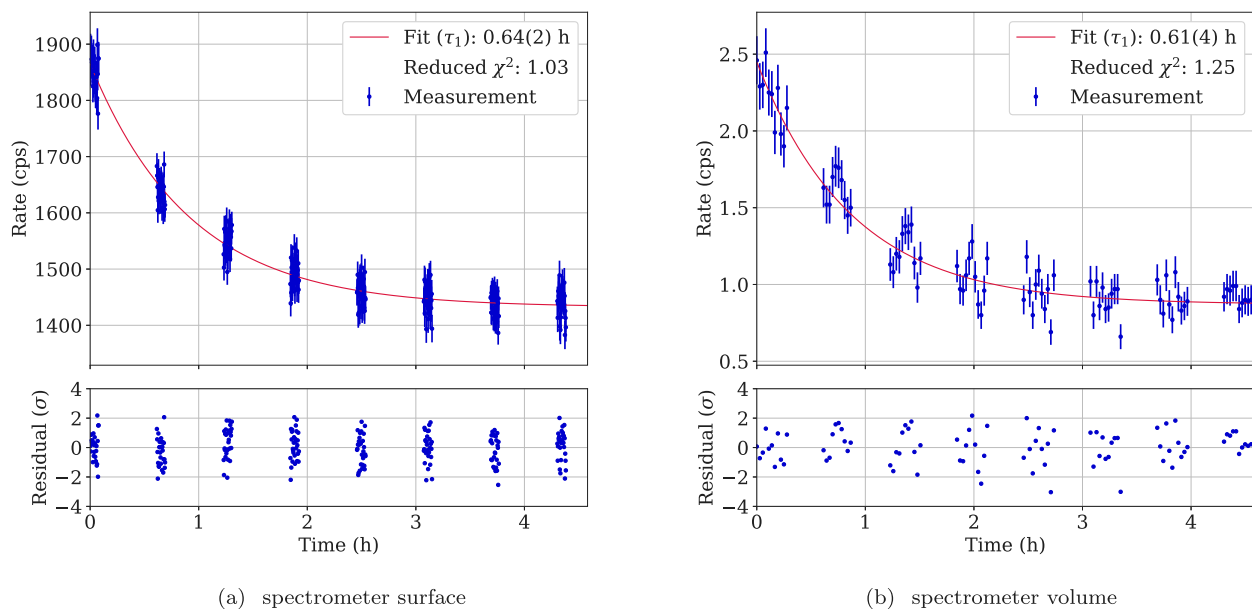 1900
1800
1700
1600
1500
1400
Rate (cps)
Fit (τ₁): 0.64(2) h
Reduced χ²: 1.03
Measurement
4
2
0
−2
−4
Residual (σ)
0 1 2 3 4
Time (h)
(a) spectrometer surface
2.5
2.0
1.5
1.0
0.5
Rate (cps)
Fit (τ₁): 0.61(4) h
Reduced χ²: 1.25
Measurement
4
2
0
−2
−4
Residual (σ)
0 1 2 3 4
Time (h)
(b) spectrometer volume